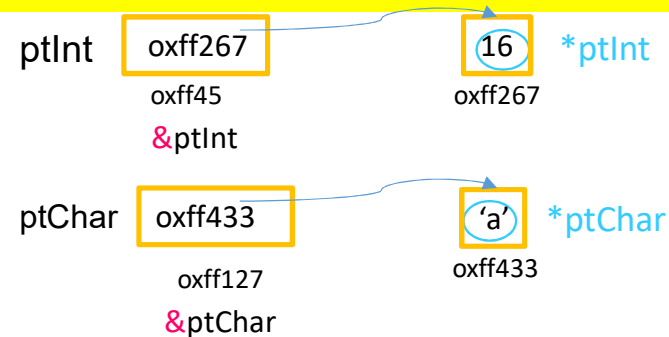 ptInt oxff267 16 *ptInt
oxff45 oxff267
&ptInt
ptChar oxff433 ‘a’ *ptChar
oxff127 oxff433
&ptChar